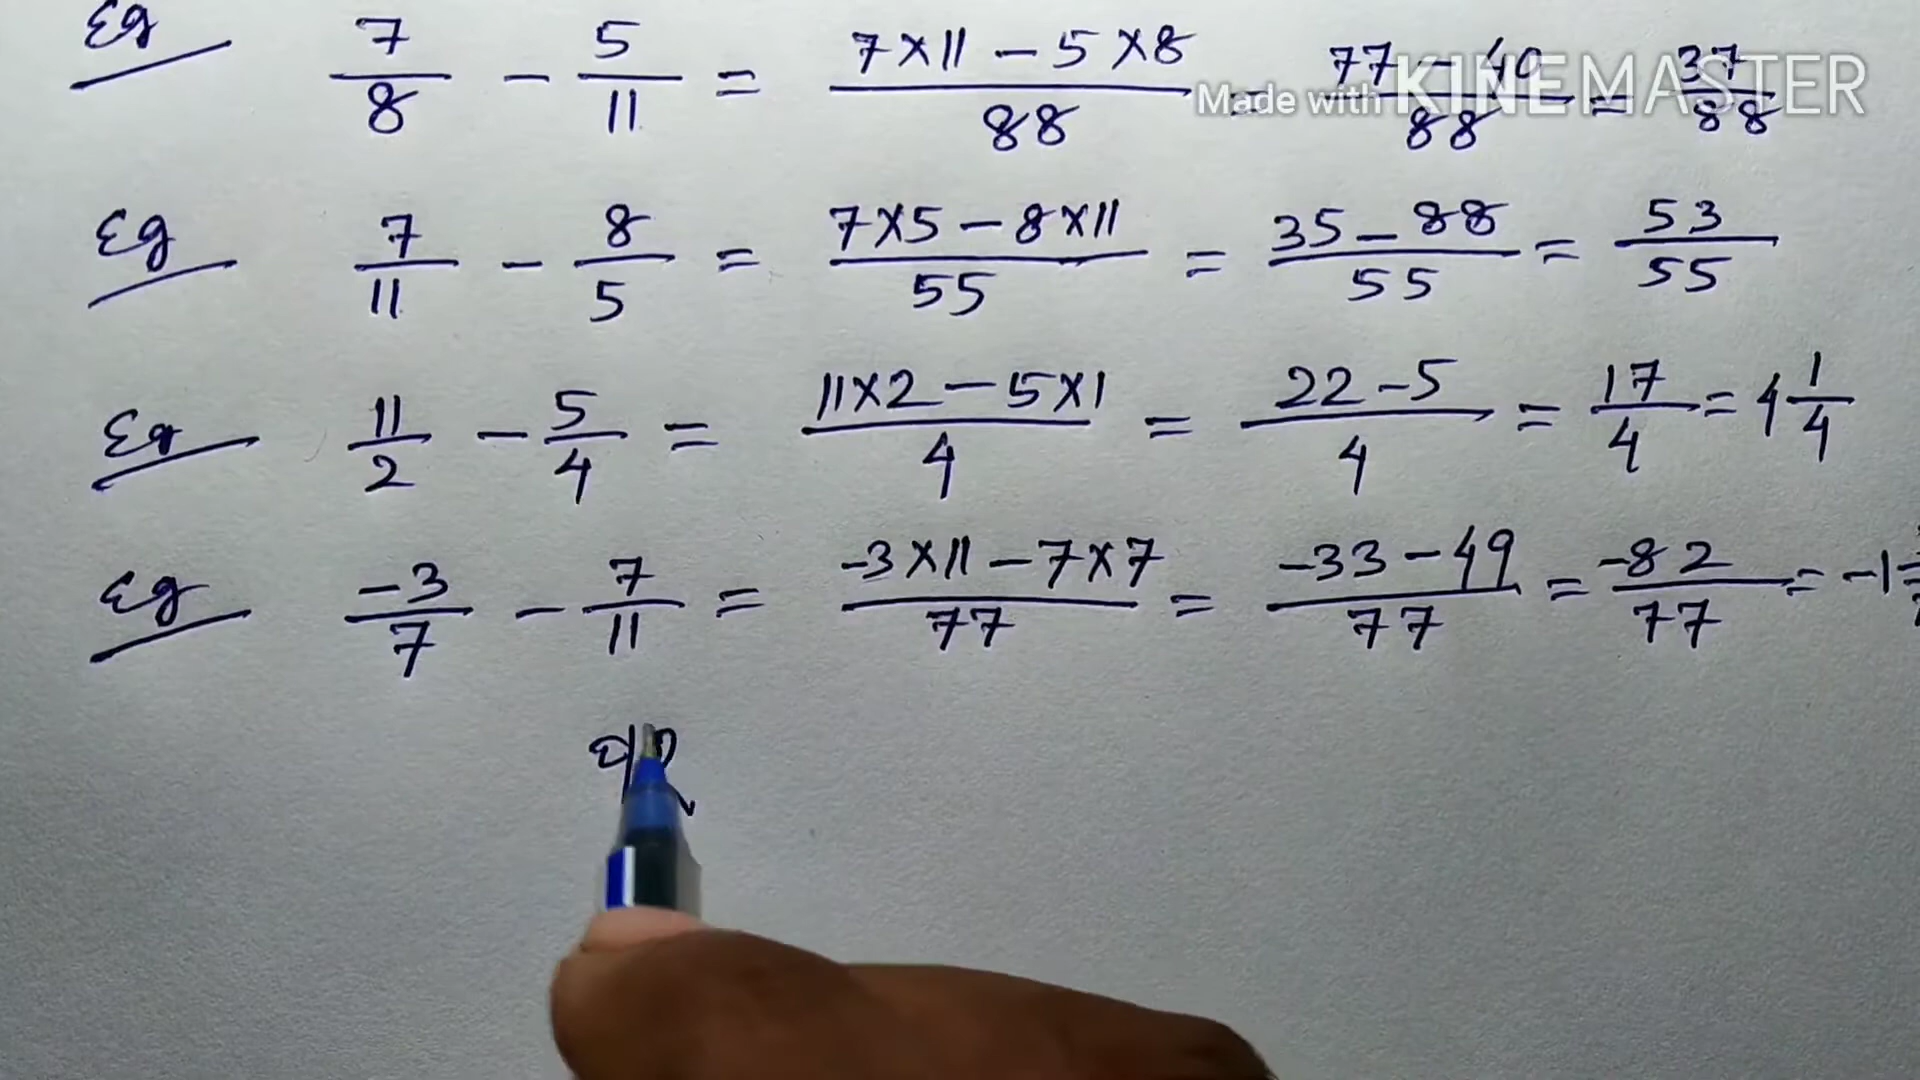 Eg 7/8 - 5/11 = 7×11 - 5×8/88 = 77-40/88 = 37/88
Made with KINEMASTER
Eg 7/11 - 8/5 = 7×5 - 8×11/55 = 35-88/55 = 53/55
Eg 11/2 - 5/4 = 11×2 - 5×1/4 = 22-5/4 = 17/4 = 4 1/4
Eg -3/7 - 7/11 = -3×11 - 7×7/77 = -33-49/77 = -82/77 = -1